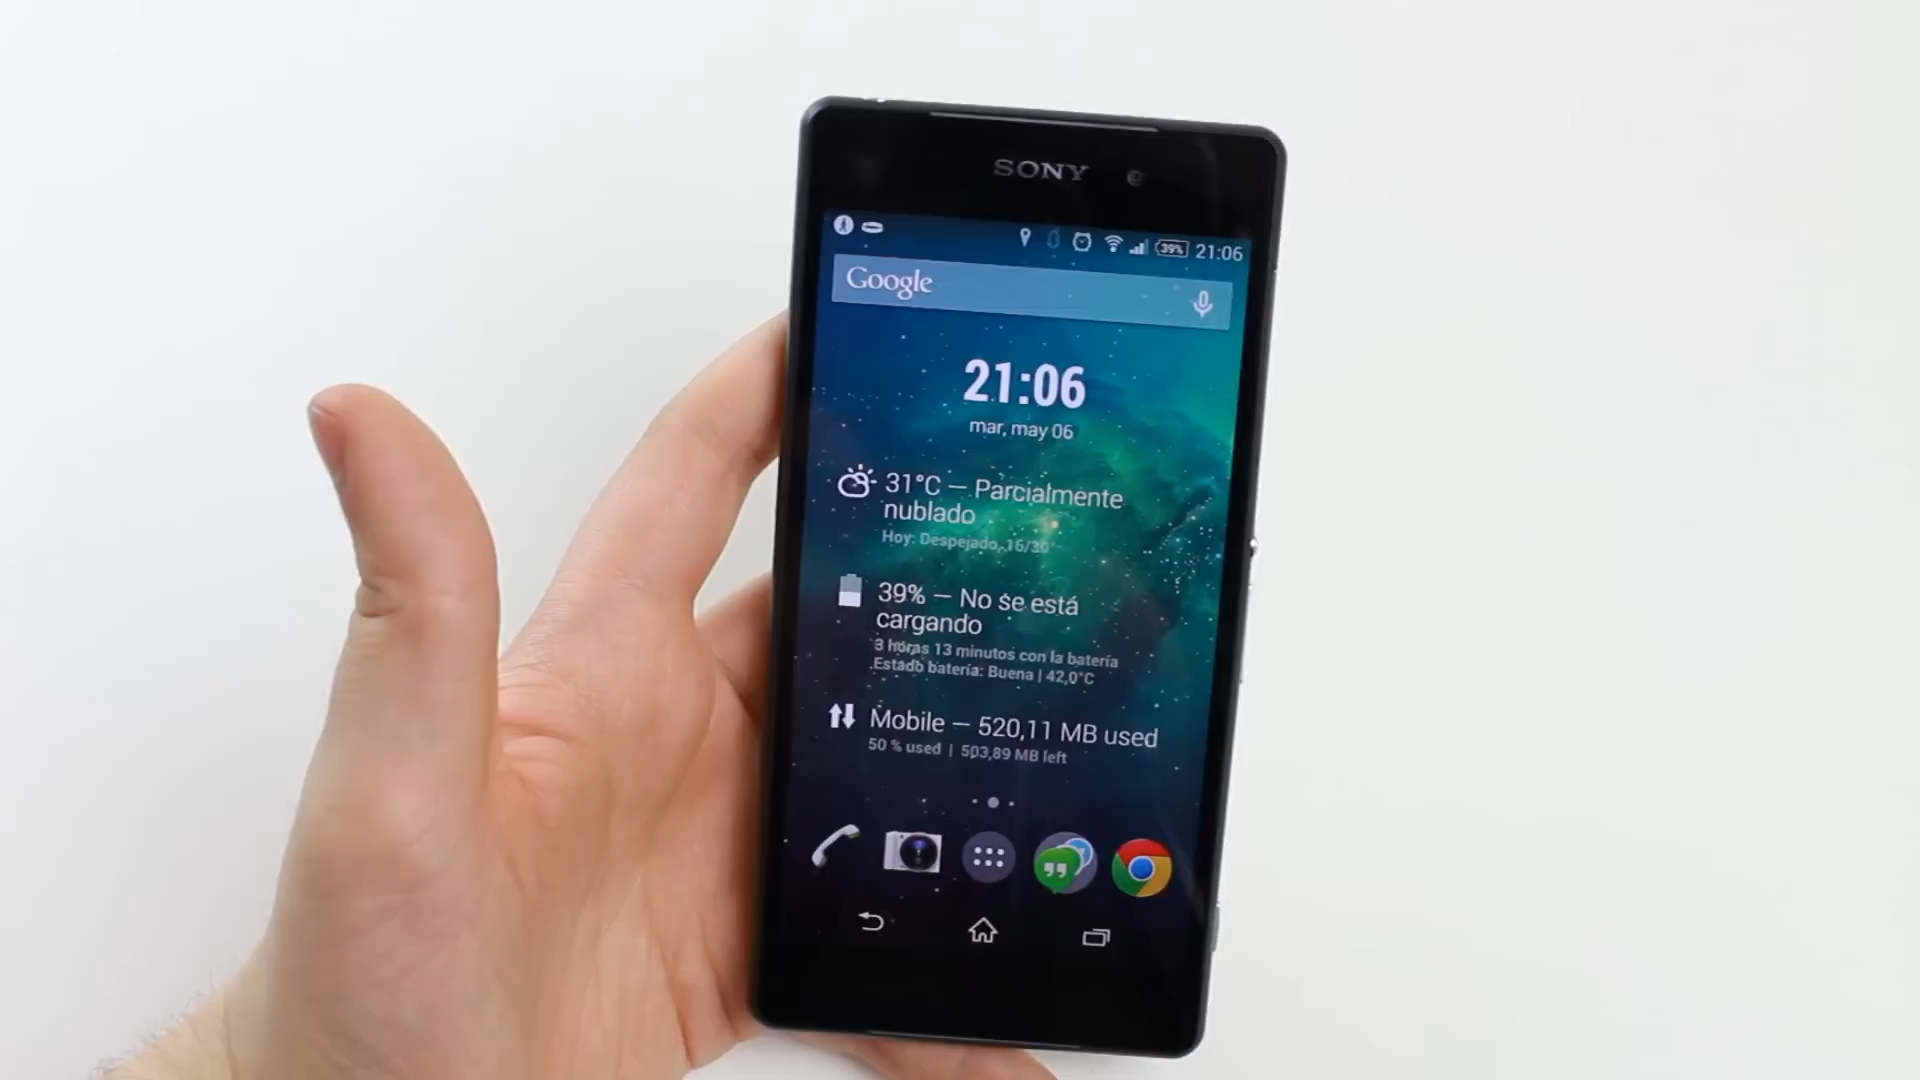 SONY
39% 21:06
Google
21:06
mar, may 06
31°C — Parcialmente
nublado
Hoy: Despejado, 16/30°
39% — No se está
cargando
3 horas 13 minutos con la batería
Estado batería: Buena | 42,0°C
Mobile — 520,11 MB used
50 % used | 503,89 MB left